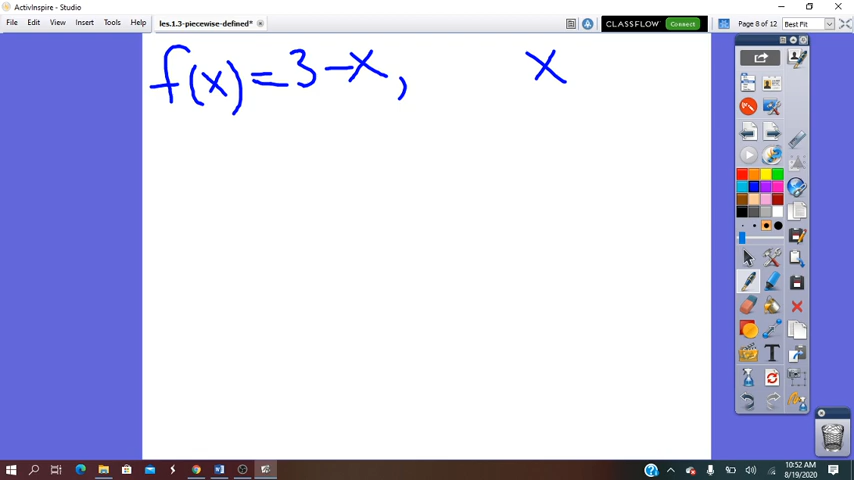 ActivInspire - Studio
File Edit View Insert Tools Help
CLASSFLOW Connect
Page 8 of 12
Best Fit
les.1.3-piecewise-defined*
f(x)=3-x, x
T
10:52 AM
8/19/2020